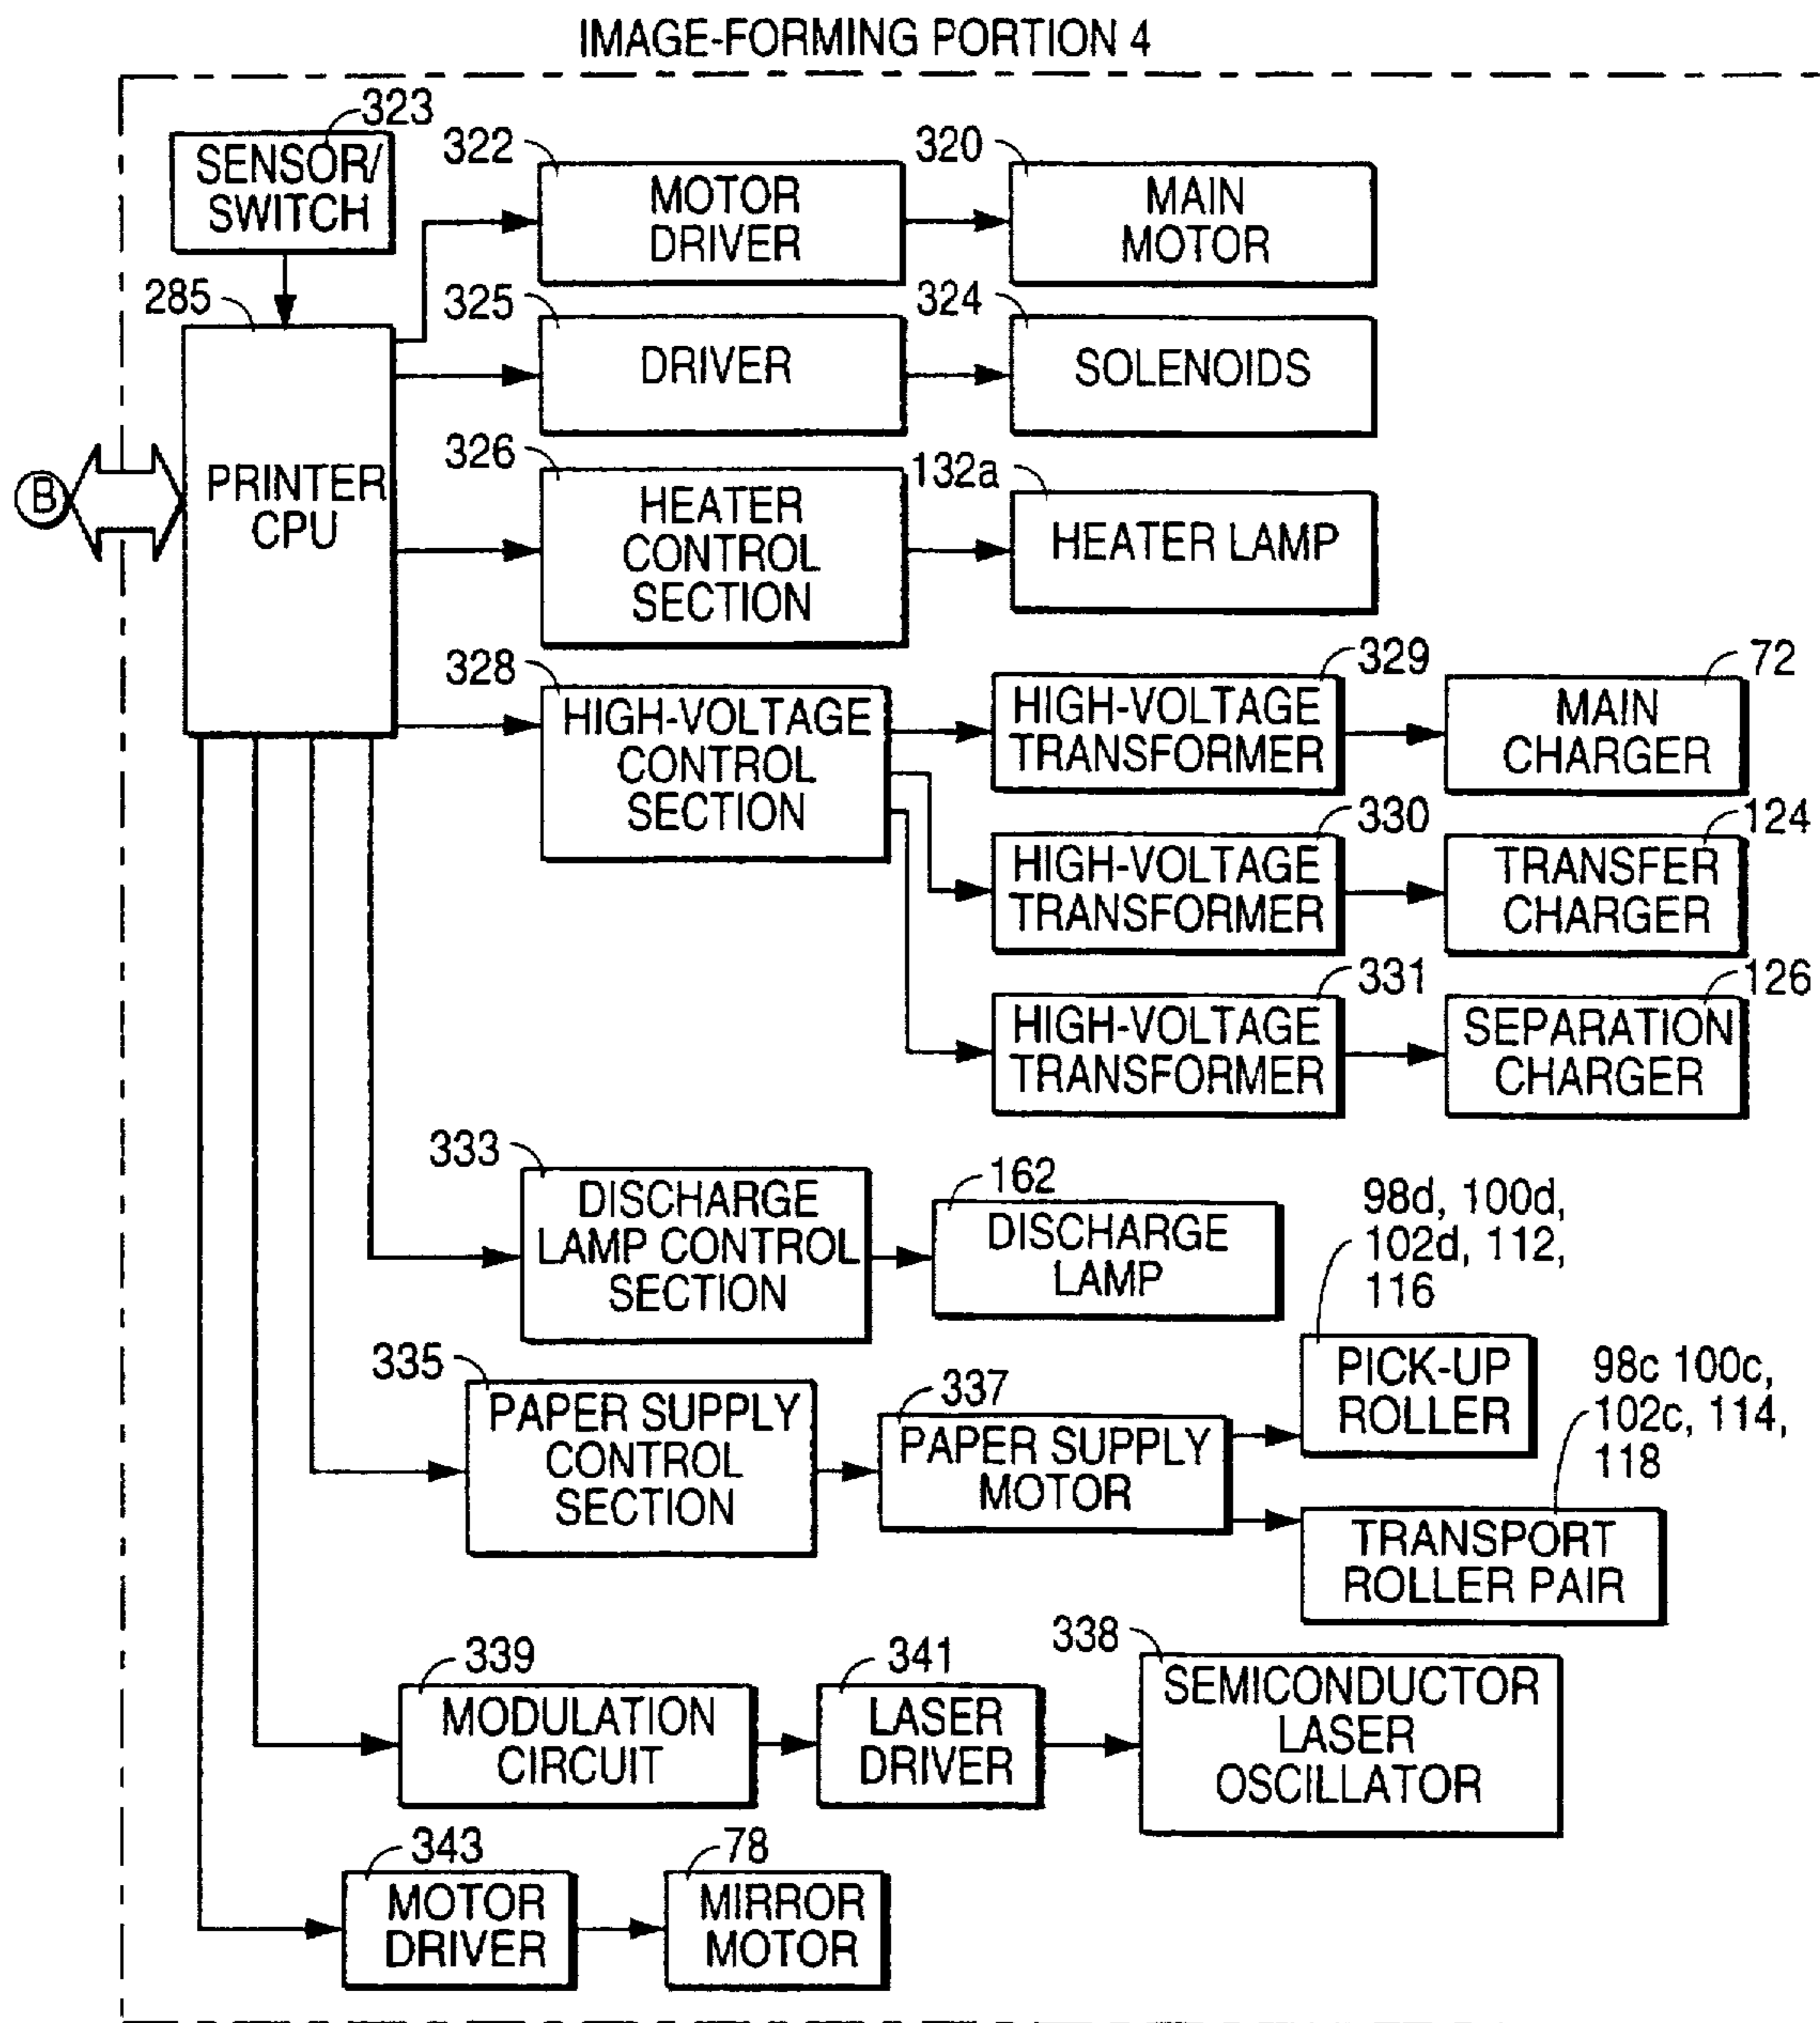 IMAGE-FORMING PORTION 4
323
SENSOR/
SWITCH
322
MOTOR
DRIVER
320
MAIN
MOTOR
285
PRINTER
CPU
B
325
DRIVER
324
SOLENOIDS
326
HEATER
CONTROL
SECTION
132a
HEATER LAMP
328
HIGH-VOLTAGE
CONTROL
SECTION
329
HIGH-VOLTAGE
TRANSFORMER
72
MAIN
CHARGER
330
HIGH-VOLTAGE
TRANSFORMER
124
TRANSFER
CHARGER
331
HIGH-VOLTAGE
TRANSFORMER
126
SEPARATION
CHARGER
333
DISCHARGE
LAMP CONTROL
SECTION
162
DISCHARGE
LAMP
335
PAPER SUPPLY
CONTROL
SECTION
337
PAPER SUPPLY
MOTOR
98d, 100d,
102d, 112,
116
PICK-UP
ROLLER
98c 100c,
102c, 114,
118
TRANSPORT
ROLLER PAIR
339
MODULATION
CIRCUIT
341
LASER
DRIVER
338
SEMICONDUCTOR
LASER
OSCILLATOR
343
MOTOR
DRIVER
78
MIRROR
MOTOR